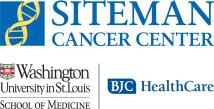 SITEMAN
CANCER CENTER
Washington
University in St. Louis
SCHOOL OF MEDICINE
BJC HealthCare